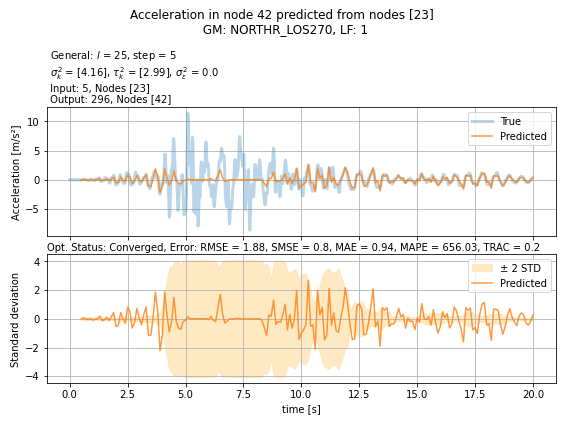 Acceleration in node 42 predicted from nodes [23]
GM: NORTHR_LOS270, LF: 1
General: l = 25, step = 5
σ²ₖ = [4.16], τ²ₖ = [2.99], σ²ₑ = 0.0
Input: 5, Nodes [23]
Output: 296, Nodes [42]
Acceleration [m/s²]
10
5
0
−5
True
Predicted
Opt. Status: Converged, Error: RMSE = 1.88, SMSE = 0.8, MAE = 0.94, MAPE = 656.03, TRAC = 0.2
Standard deviation
4
2
0
−2
−4
± 2 STD
Predicted
0.0 2.5 5.0 7.5 10.0 12.5 15.0 17.5 20.0
time [s]